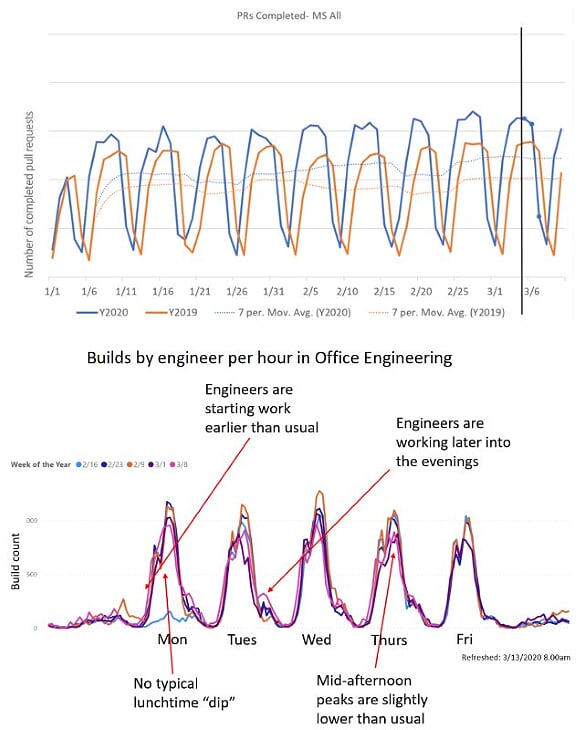 PRs Completed- MS All
Number of completed pull requests
1/1 1/6 1/11 1/16 1/21 1/26 1/31 2/5 2/10 2/15 2/20 2/25 3/1 3/6
Y2020 Y2019 7 per. Mov. Avg. (Y2020) 7 per. Mov. Avg. (Y2019)
Builds by engineer per hour in Office Engineering
Engineers are
starting work
earlier than usual
Engineers are
working later into
the evenings
Week of the Year 2/16 2/23 2/9 3/1 3/8
Build count
500
0
Mon Tues Wed Thurs Fri
Refreshed: 3/13/2020 8.00am
No typical
lunchtime “dip”
Mid-afternoon
peaks are slightly
lower than usual